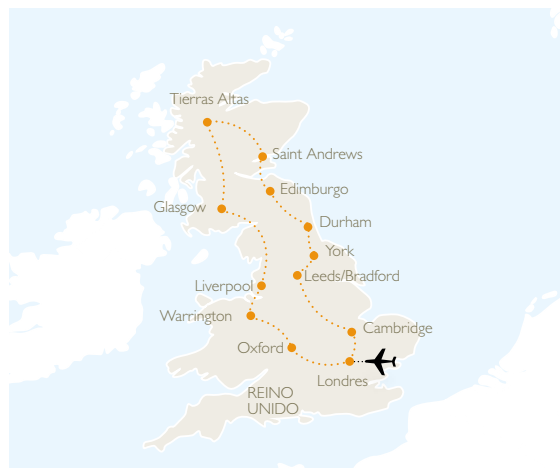 Tierras Altas
Saint Andrews
Edimburgo
Glasgow
Durham
York
Leeds/Bradford
Liverpool
Warrington
Cambridge
Oxford
Londres
REINO
UNIDO